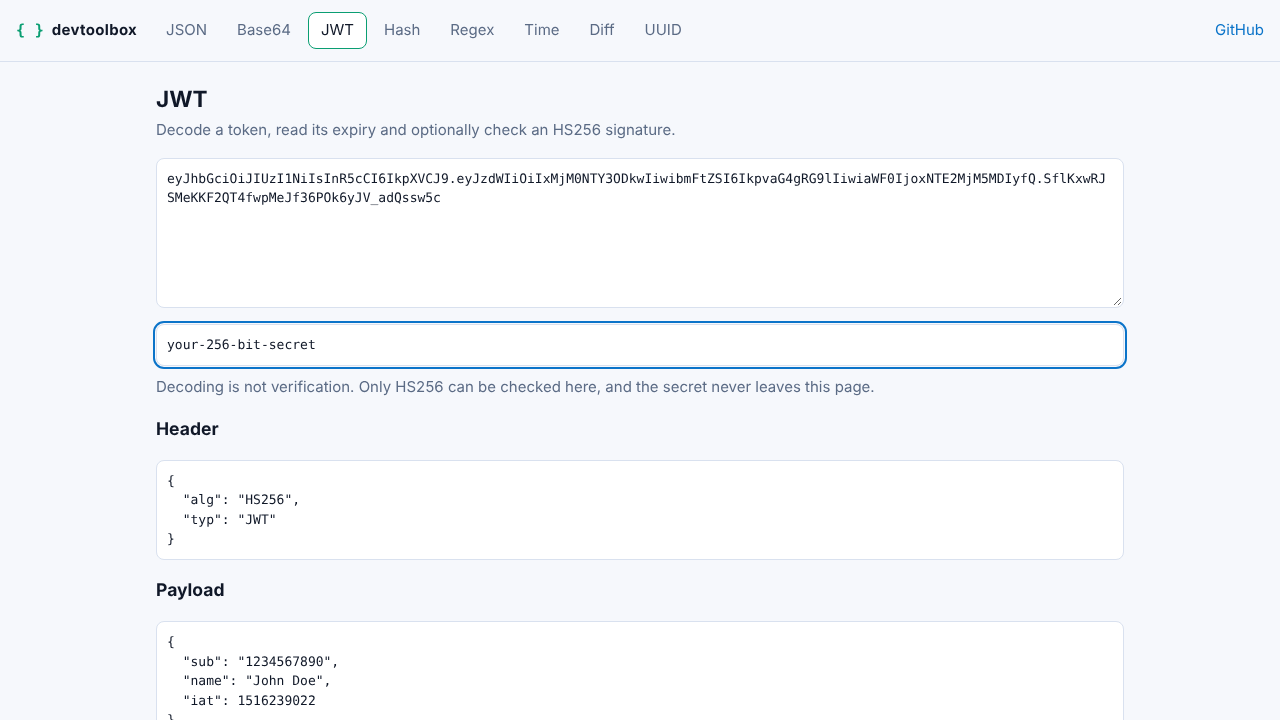 { } devtoolbox JSON Base64 JWT Hash Regex Time Diff UUID GitHub
JWT
Decode a token, read its expiry and optionally check an HS256 signature.
eyJhbGciOiJIUzI1NiIsInR5cCI6IkpXVCJ9.eyJzdWIiOiIxMjM0NTY3ODkwIiwibmFtZSI6IkpvaG4gRG9lIiwiaWF0IjoxNTE2MjM5MDIyfQ.SflKxwRJ
SMeKKF2QT4fwpMeJf36POk6yJV_adQssw5c
your-256-bit-secret
Decoding is not verification. Only HS256 can be checked here, and the secret never leaves this page.
Header
{
  "alg": "HS256",
  "typ": "JWT"
}
Payload
{
  "sub": "1234567890",
  "name": "John Doe",
  "iat": 1516239022
}